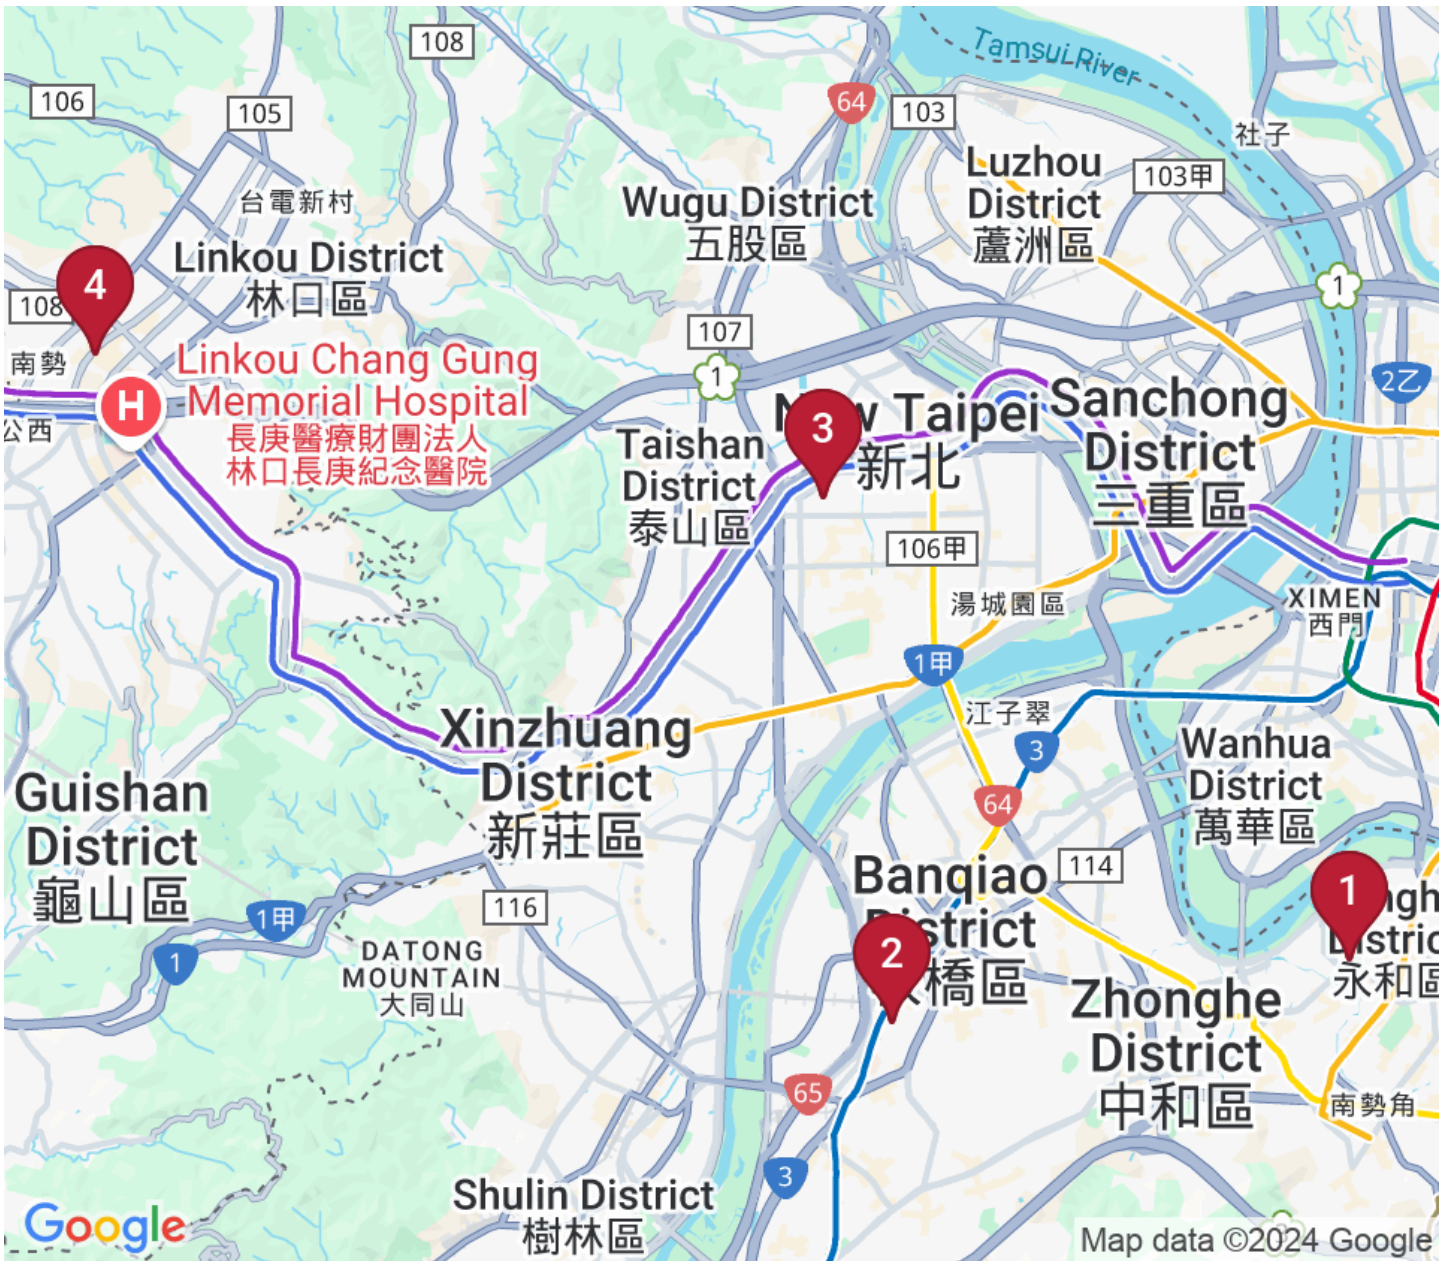 Tamsui River
108
106
105
64
103
社子
Luzhou
District
蘆洲區
103甲
台電新村
Wugu District
五股區
Linkou District
林口區
4
108
1
107
南勢
1
2乙
Linkou Chang Gung
Memorial Hospital
長庚醫療財團法人
林口長庚紀念醫院
H
公西
Taishan
District
泰山區
3
Taipei
新北
Sanchong
District
三重區
106甲
湯城園區
XIMEN
西門
1甲
江子翠
3
Xinzhuang
District
新莊區
Wanhua
District
萬華區
Guishan
District
龜山區
64
114
Banqiao
橋區
116
1甲
1
DATONG
MOUNTAIN
大同山
2
1
永和區
Zhonghe
District
中和區
65
南勢角
3
Shulin District
樹林區
Google
Map data ©2024 Google